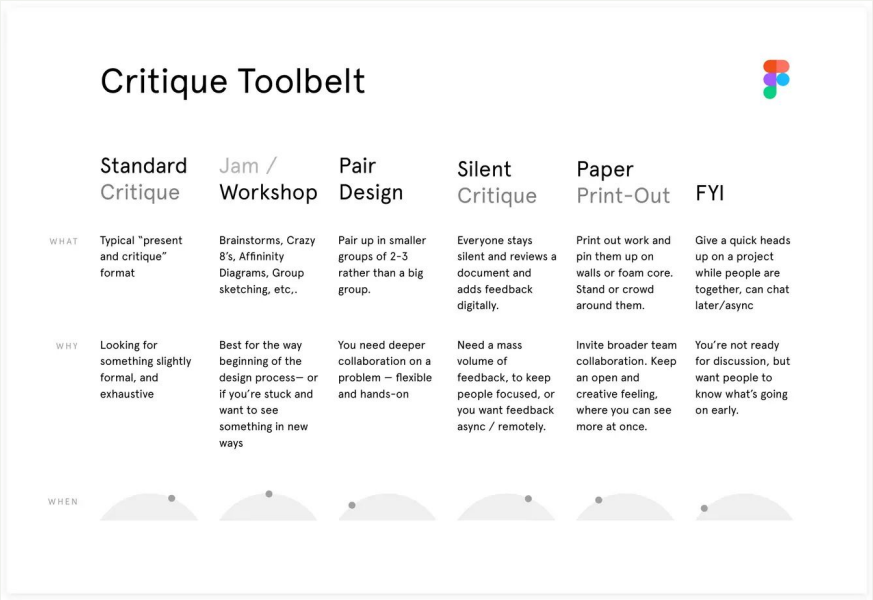 Critique Toolbelt
Standard
Critique
Jam /
Workshop
Pair
Design
Silent
Critique
Paper
Print-Out
FYI
WHAT
Typical “present
and critique”
format
Brainstorms, Crazy
8’s, Affininity
Diagrams, Group
sketching, etc,.
Pair up in smaller
groups of 2-3
rather than a big
group.
Everyone stays
silent and reviews a
document and
adds feedback
digitally.
Print out work and
pin them up on
walls or foam core.
Stand or crowd
around them.
Give a quick heads
up on a project
while people are
together, can chat
later/async
WHY
Looking for
something slightly
formal, and
exhaustive
Best for the way
beginning of the
design process— or
if you’re stuck and
want to see
something in new
ways
You need deeper
collaboration on a
problem — flexible
and hands-on
Need a mass
volume of
feedback, to keep
people focused, or
you want feedback
async / remotely.
Invite broader team
collaboration. Keep
an open and
creative feeling,
where you can see
more at once.
You’re not ready
for discussion, but
want people to
know what’s going
on early.
WHEN